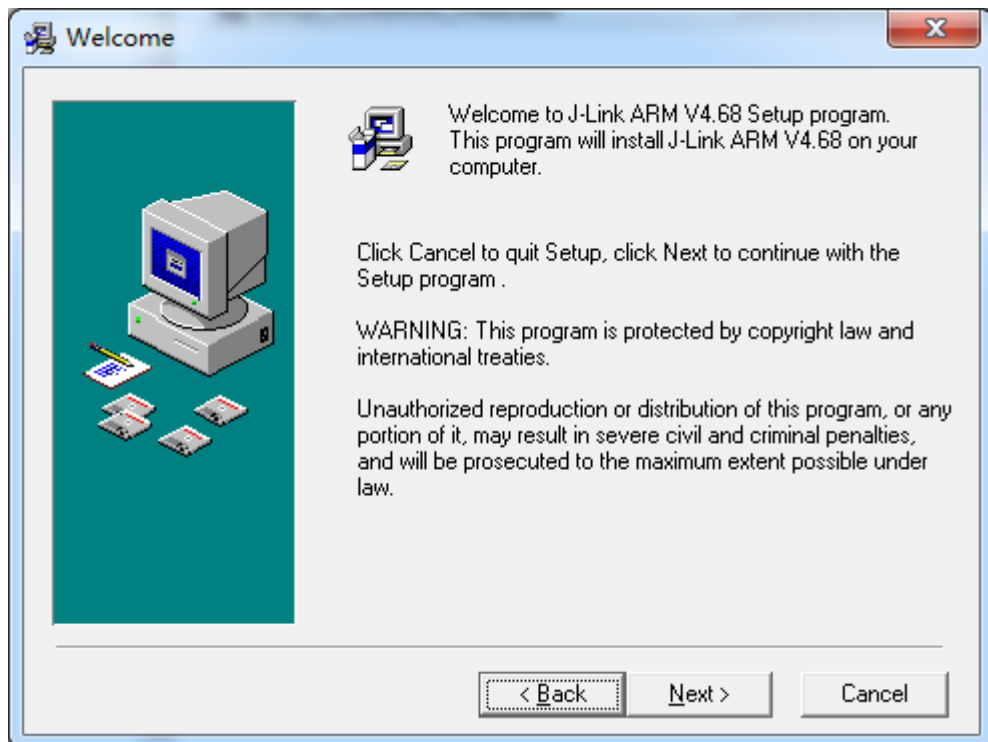 Welcome
Welcome to J-Link ARM V4.68 Setup program.
This program will install J-Link ARM V4.68 on your
computer.
Click Cancel to quit Setup, click Next to continue with the
Setup program .
WARNING: This program is protected by copyright law and
international treaties.
Unauthorized reproduction or distribution of this program, or any
portion of it, may result in severe civil and criminal penalties,
and will be prosecuted to the maximum extent possible under
law.
< Back
Next >
Cancel